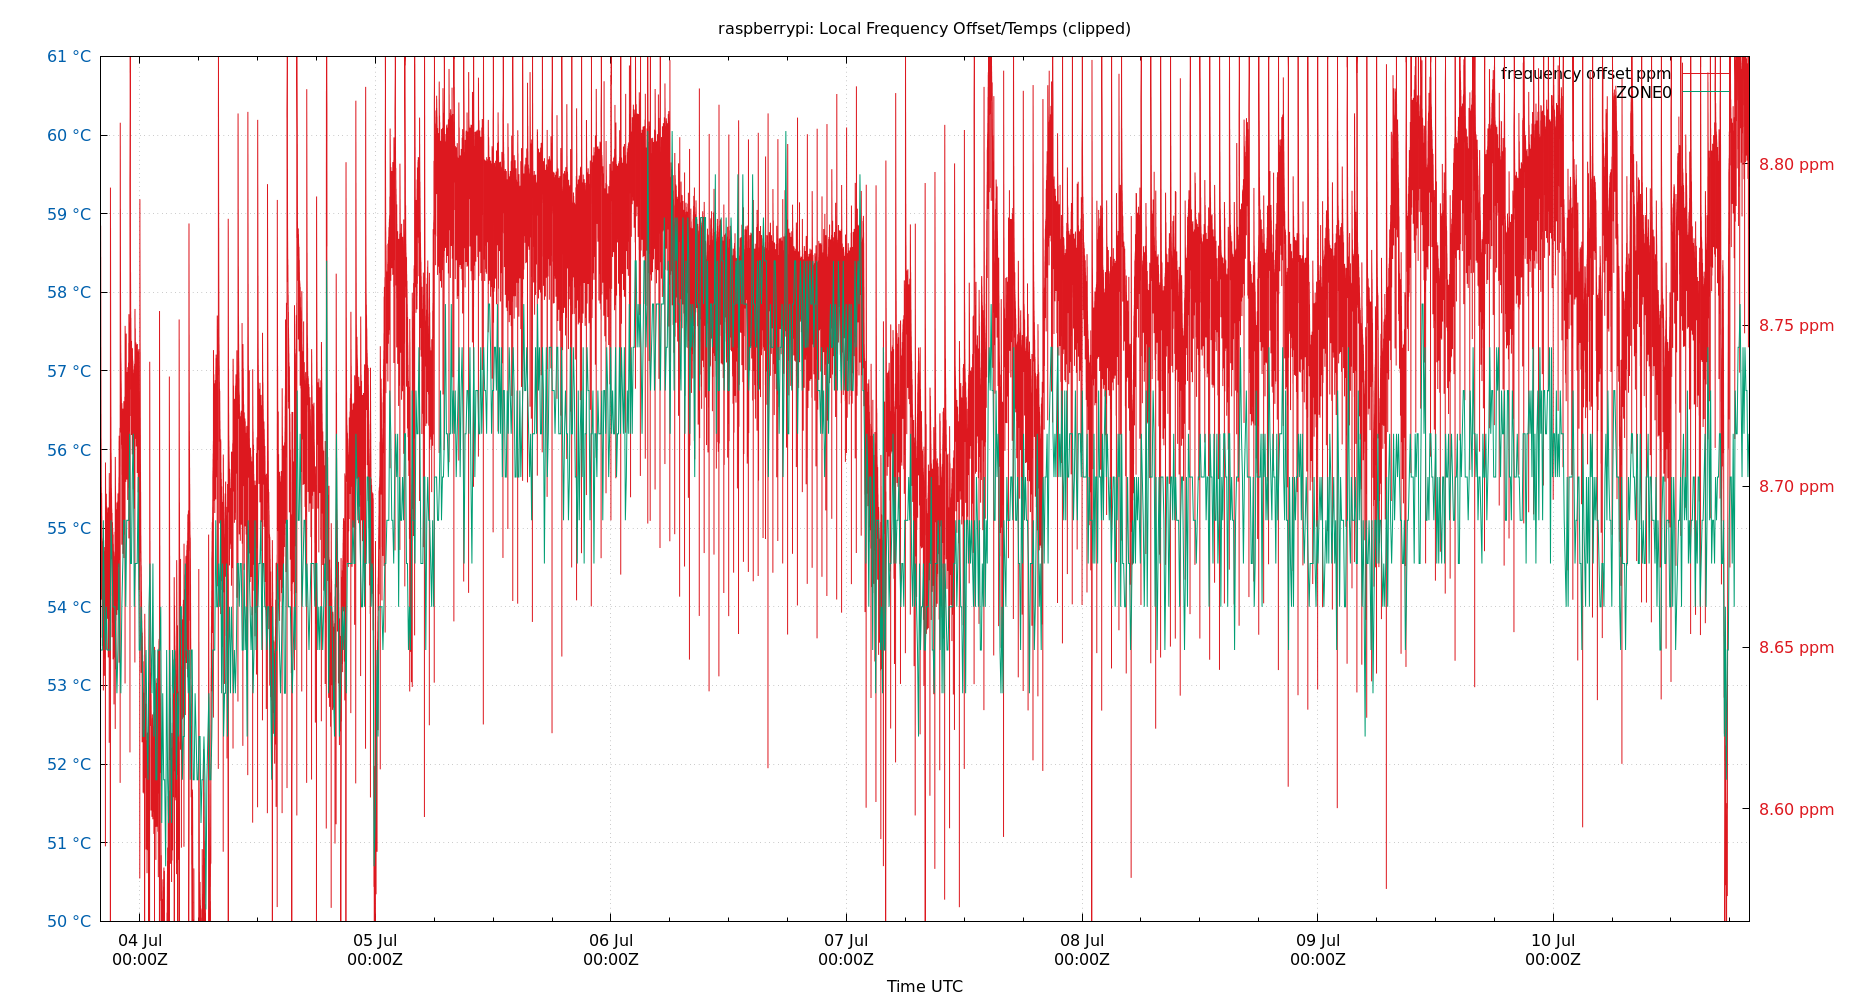 raspberrypi: Local Frequency Offset/Temps (clipped)
61 °C
60 °C
59 °C
58 °C
57 °C
56 °C
55 °C
54 °C
53 °C
52 °C
51 °C
50 °C
frequency offset ppm
ZONE0
8.80 ppm
8.75 ppm
8.70 ppm
8.65 ppm
8.60 ppm
04 Jul
00:00Z
05 Jul
00:00Z
06 Jul
00:00Z
07 Jul
00:00Z
08 Jul
00:00Z
09 Jul
00:00Z
10 Jul
00:00Z
Time UTC